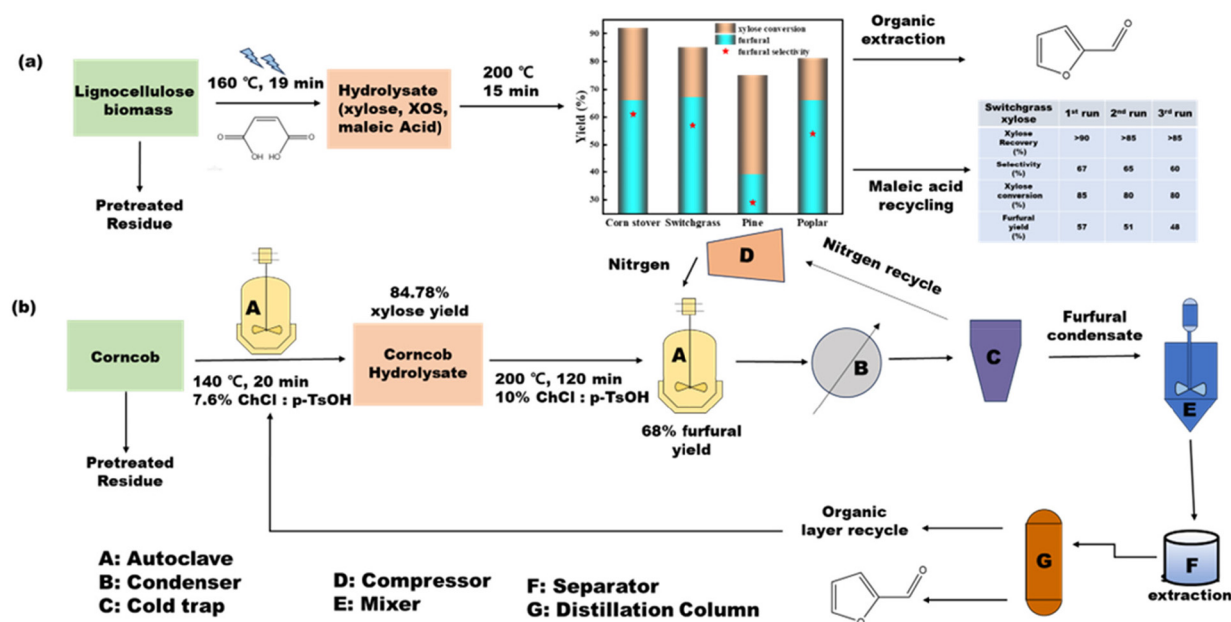 (a)
Lignocellulose
biomass
160 ℃, 19 min
O
OH HO
O
Hydrolysate
(xylose, XOS,
maleic Acid)
200 ℃
15 min
Pretreated
Residue
Yield (%)
90
80
70
60
50
40
30
xylose conversion
furfural
furfural selectivity
Corn stover Switchgrass Pine Poplar
Organic
extraction
O
O
Maleic acid
recycling
Switchgrass
xylose
1st run
2nd run
3rd run
Xylose
Recovery
(%)
>90
>85
>85
Selectivity
(%)
67
65
60
Xylose
conversion
(%)
85
80
80
Furfural
yield
(%)
57
51
48
(b)
Corncob
Pretreated
Residue
A
140 ℃, 20 min
7.6% ChCl : p-TsOH
84.78%
xylose yield
Corncob
Hydrolysate
200 ℃, 120 min
10% ChCl : p-TsOH
Nitrgen
D
Nitrgen recycle
A
68% furfural
yield
B
C
Furfural
condensate
E
F
extraction
G
Organic
layer recycle
O
O
A: Autoclave
B: Condenser
C: Cold trap
D: Compressor
E: Mixer
F: Separator
G: Distillation Column